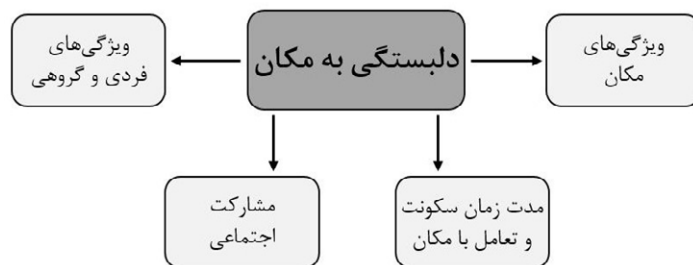 دلبستگی به مکان
ویژگی‌های
مکان
ویژگی‌های
فردی و گروهی
مدت زمان سکونت
و تعامل با مکان
مشارکت
اجتماعی